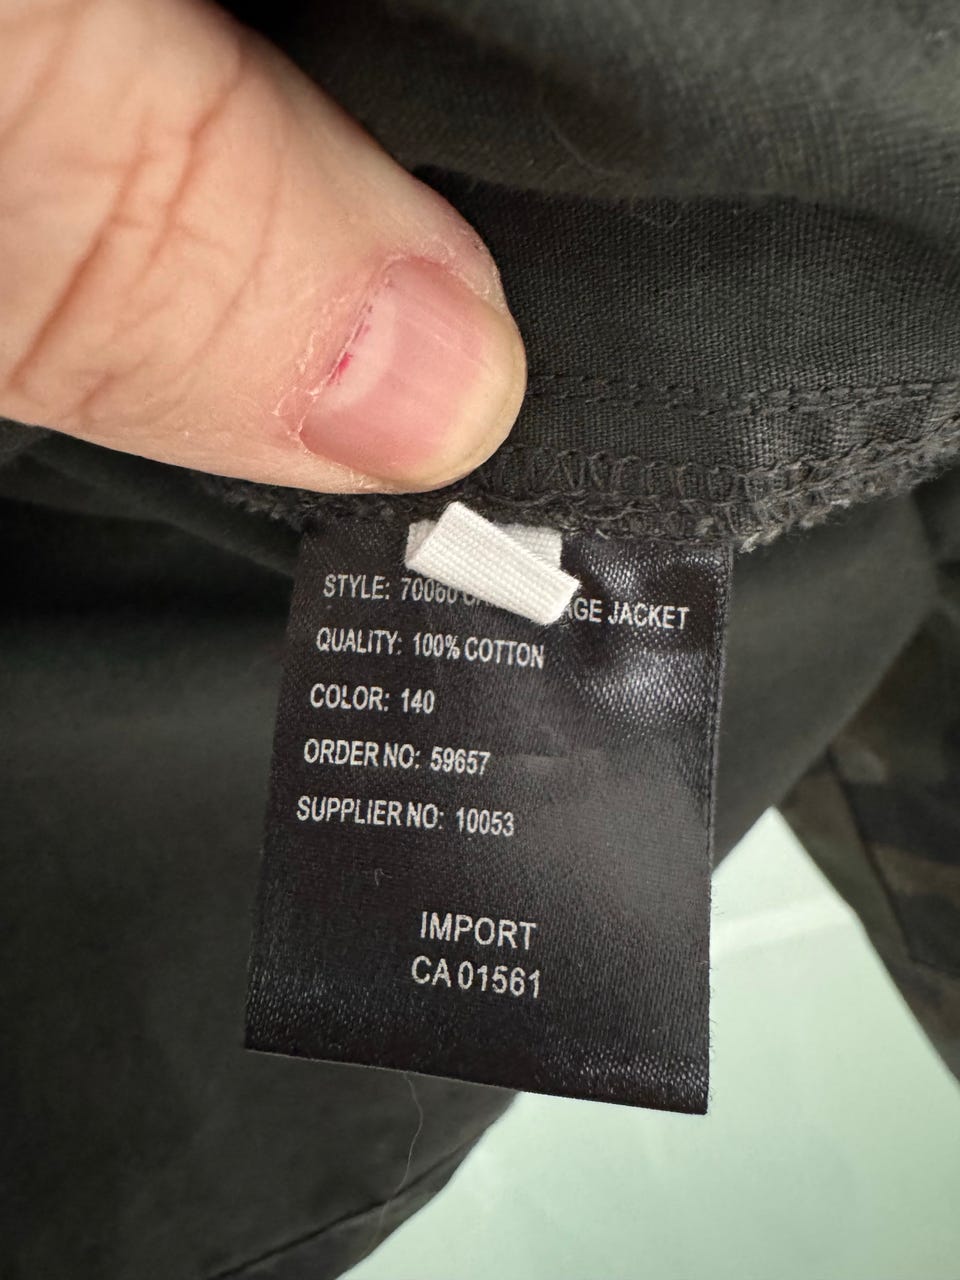 STYLE: 70060 JACKET
QUALITY: 100% COTTON
COLOR: 140
ORDER NO: 59657
SUPPLIER NO: 10053
IMPORT
CA 01561